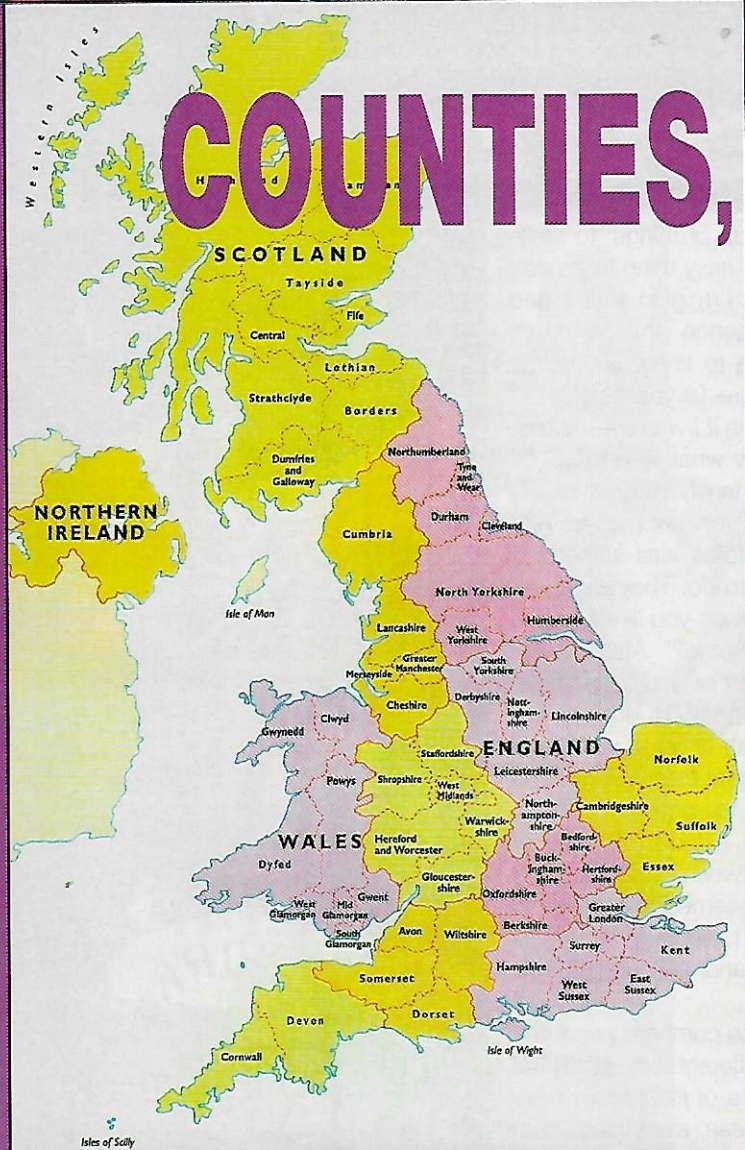 Western Isles
COUNTIES,
SCOTLAND
Tayside
Fife
Central
Lothian
Strathclyde
Borders
Dumfries
and
Galloway
Northumberland
Tyne
and
Wear
NORTHERN
IRELAND
Durham
Cleveland
Cumbria
Isle of Man
North Yorkshire
Humberside
Lancashire
West
Yorkshire
Greater
Manchester
South
Yorkshire
Merseyside
Cheshire
Derbyshire
Nott-
ingham-
shire
Lincolnshire
Gwynedd
Clwyd
Staffordshire
ENGLAND
Norfolk
Shropshire
Leicestershire
Powys
West
Midlands
North-
ampton-
shire
Cambridgeshire
Suffolk
Warwick-
shire
WALES
Hereford
and Worcester
Bedford-
shire
Dyfed
Gloucester-
shire
Buck-
ingham-
shire
Hertford-
shire
Essex
Oxfordshire
West
Glamorgan
Mid
Glamorgan
Gwent
South
Glamorgan
Greater
London
Avon
Wiltshire
Berkshire
Surrey
Kent
Hampshire
West
Sussex
East
Sussex
Somerset
Dorset
Devon
Isle of Wight
Cornwall
Isles of Scilly